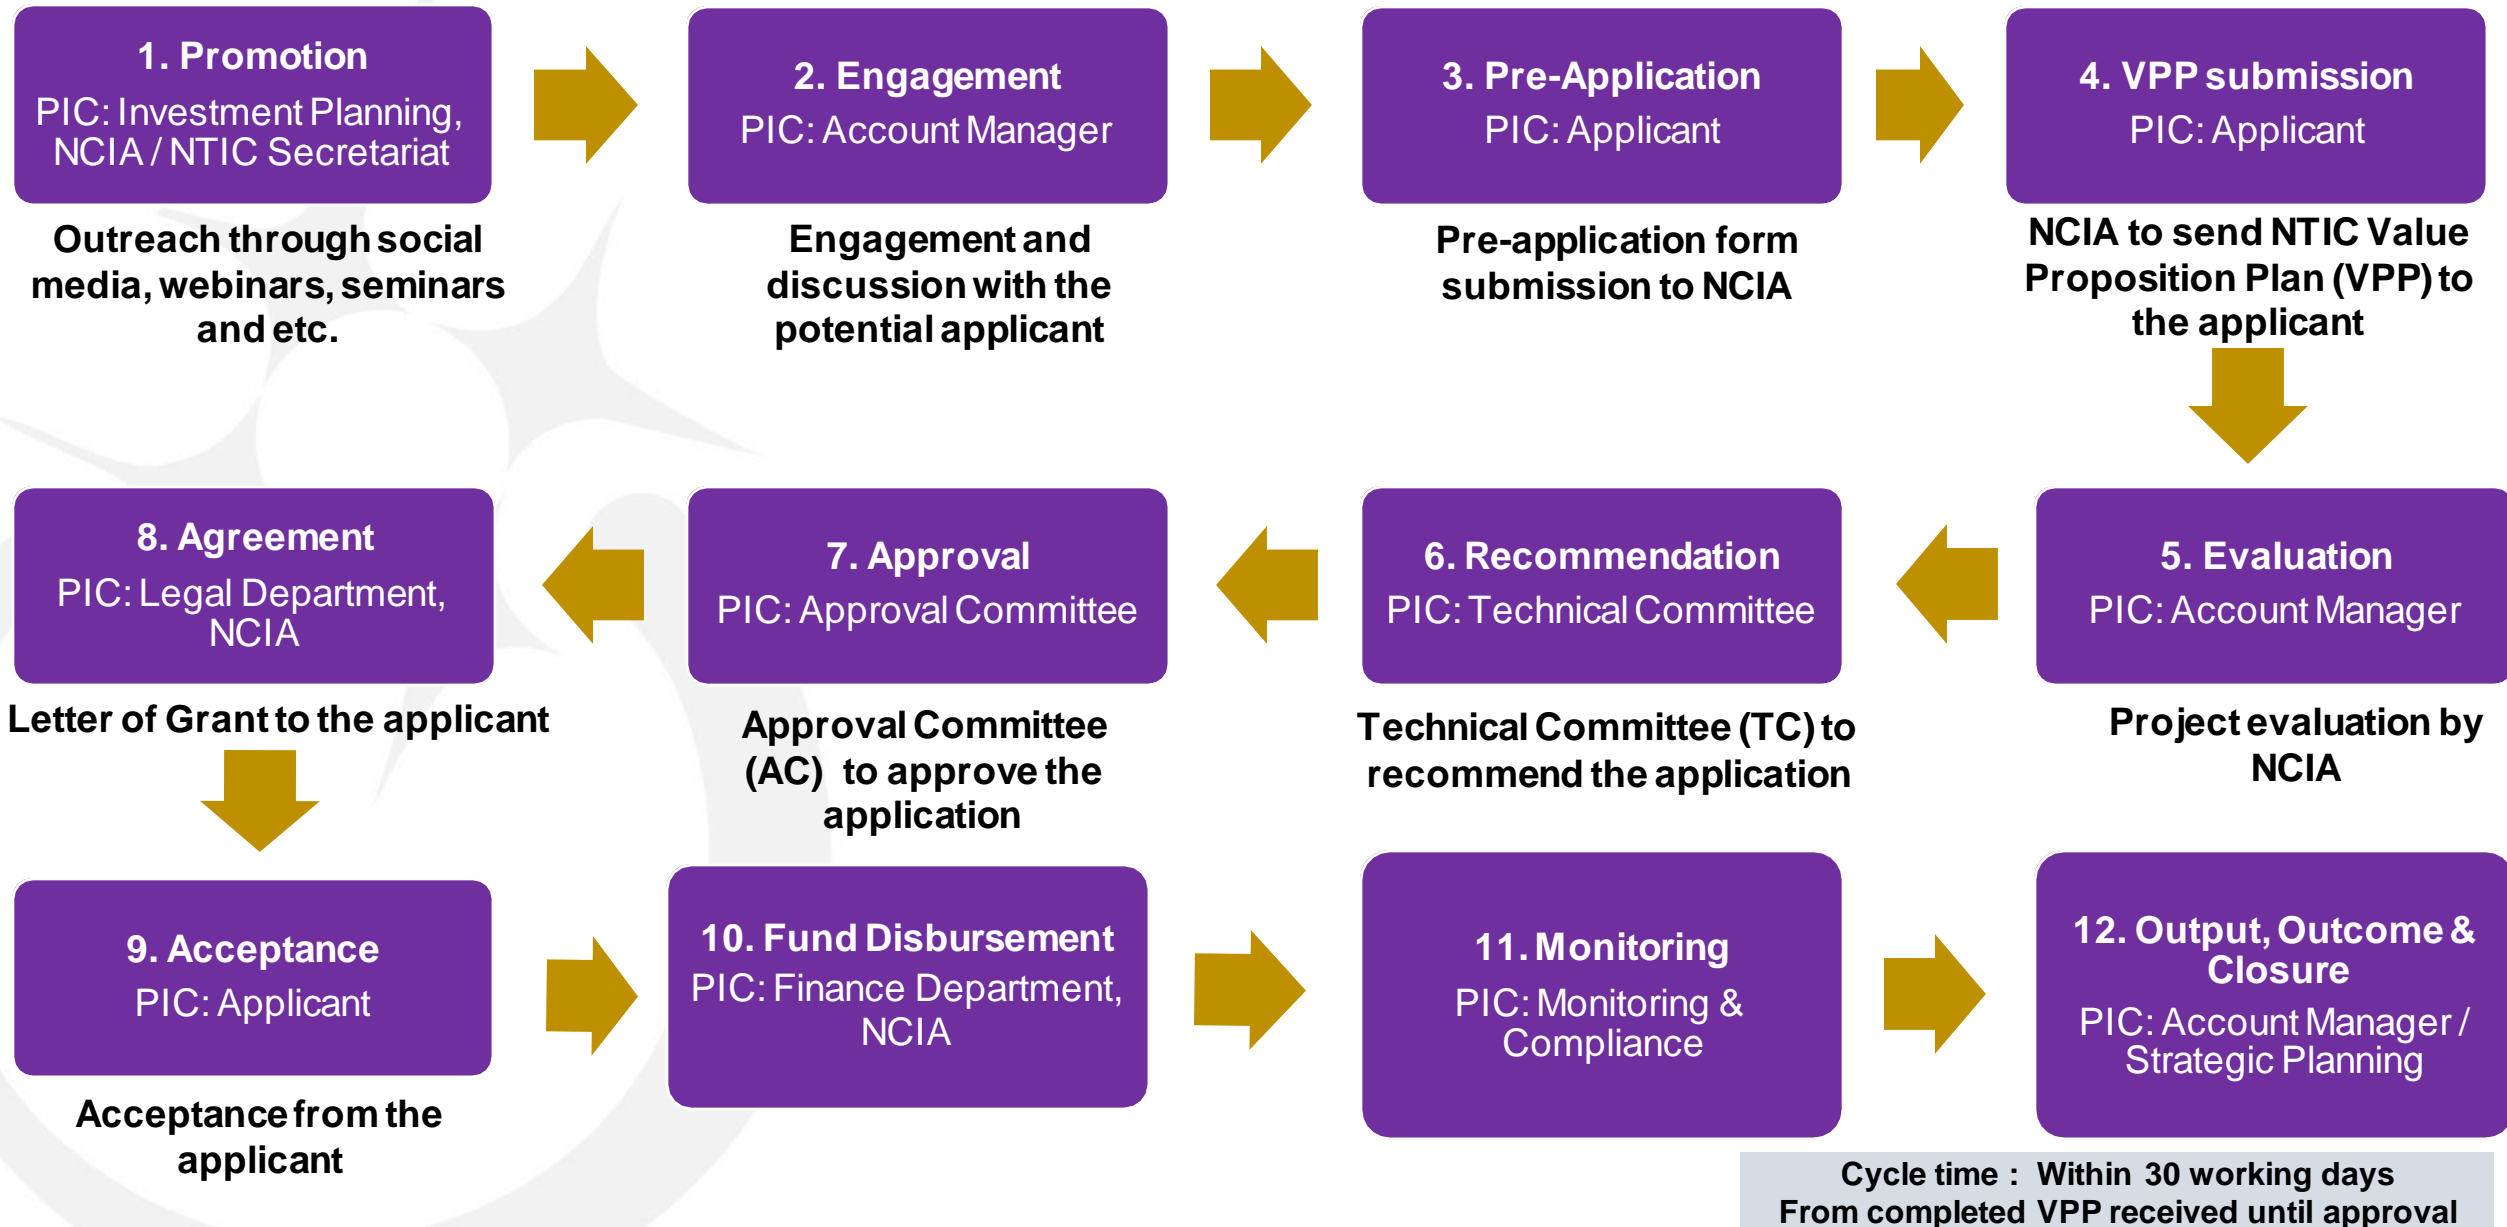 1. Promotion
PIC: Investment Planning,
NCIA / NTIC Secretariat
Outreach through social
media, webinars, seminars
and etc.
2. Engagement
PIC: Account Manager
Engagement and
discussion with the
potential applicant
3. Pre-Application
PIC: Applicant
Pre-application form
submission to NCIA
4. VPP submission
PIC: Applicant
NCIA to send NTIC Value
Proposition Plan (VPP) to
the applicant
5. Evaluation
PIC: Account Manager
Project evaluation by
NCIA
6. Recommendation
PIC: Technical Committee
Technical Committee (TC) to
recommend the application
7. Approval
PIC: Approval Committee
Approval Committee
(AC) to approve the
application
8. Agreement
PIC: Legal Department,
NCIA
Letter of Grant to the applicant
9. Acceptance
PIC: Applicant
Acceptance from the
applicant
10. Fund Disbursement
PIC: Finance Department,
NCIA
11. Monitoring
PIC: Monitoring &
Compliance
12. Output, Outcome &
Closure
PIC: Account Manager /
Strategic Planning
Cycle time : Within 30 working days
From completed VPP received until approval